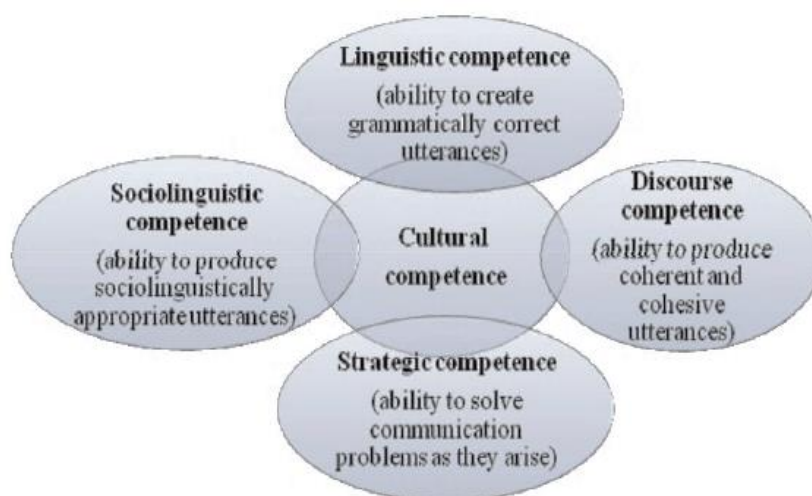 Linguistic competence
(ability to create
grammatically correct
utterances)
Sociolinguistic
competence
(ability to produce
sociolinguistically
appropriate utterances)
Cultural
competence
Discourse
competence
(ability to produce
coherent and
cohesive
utterances)
Strategic competence
(ability to solve
communication
problems as they arise)